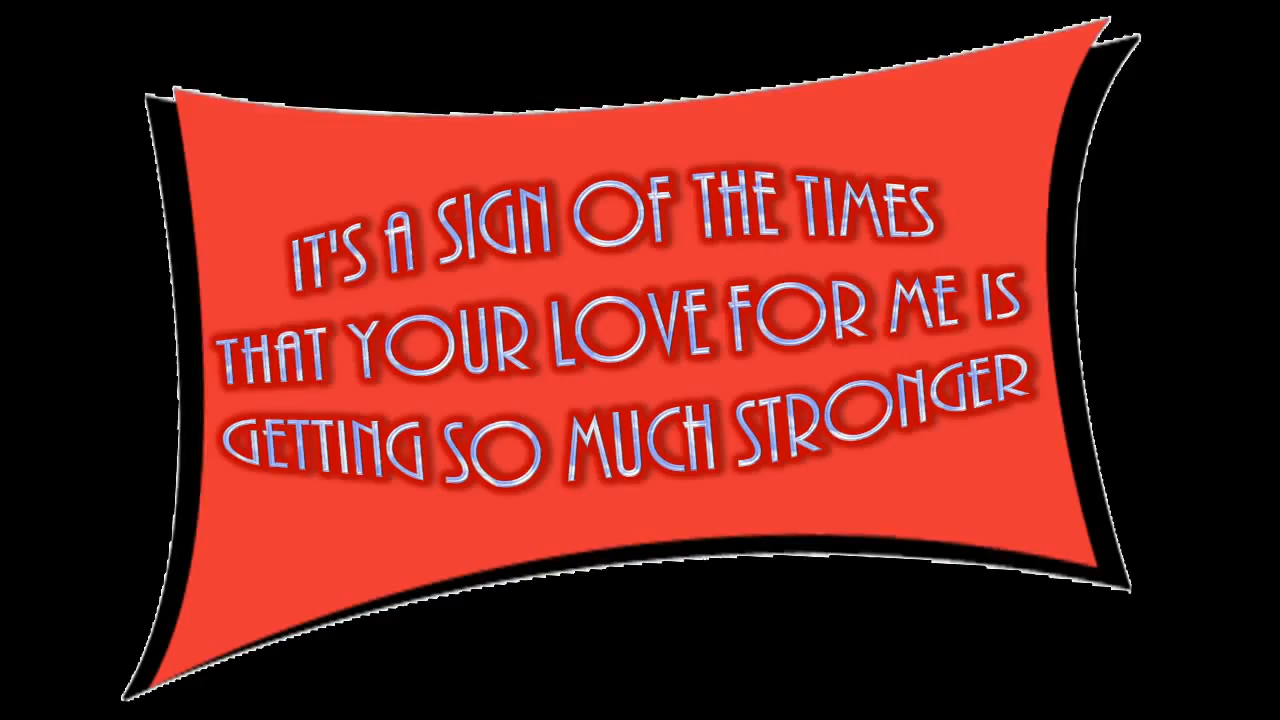 IT'S A SIGN OF THE TIMES
THAT YOUR LOVE FOR ME IS
GETTING SO MUCH STRONGER